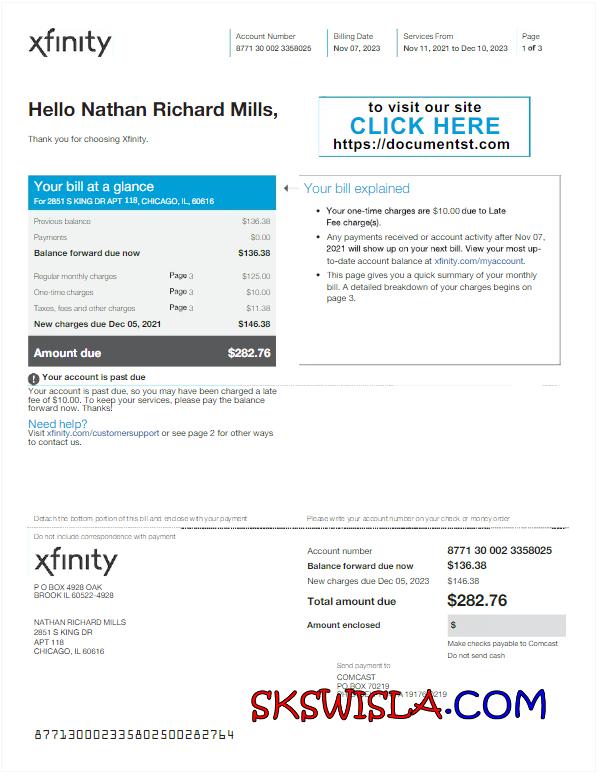 xfinity
Account Number
8771 30 002 3358025
Billing Date
Nov 07, 2023
Services From
Nov 11, 2021 to Dec 10, 2023
Page
1 of 3
Hello Nathan Richard Mills,
Thank you for choosing Xfinity.
to visit our site
CLICK HERE
https://documentst.com
Your bill at a glance
For 2851 S KING DR APT 118, CHICAGO, IL, 60616
Previous balance $136.38
Payments $0.00
Balance forward due now $136.38
Regular monthly charges Page 3 $125.00
One-time charges Page 3 $10.00
Taxes, fees and other charges Page 3 $11.38
New charges due Dec 05, 2021 $146.38
Amount due $282.76
! Your account is past due
Your account is past due, so you may have been charged a late
fee of $10.00. To keep your services, please pay the balance
forward now. Thanks!
Need help?
Visit xfinity.com/customersupport or see page 2 for other ways
to contact us.
Your bill explained
• Your one-time charges are $10.00 due to Late
Fee charge(s).
• Any payments received or account activity after Nov 07,
2021 will show up on your next bill. View your most up-
to-date account balance at xfinity.com/myaccount.
• This page gives you a quick summary of your monthly
bill. A detailed breakdown of your charges begins on
page 3.
Detach the bottom portion of this bill and enclose with your payment
Please write your account number on your check or money order
Do not include correspondence with payment
xfinity
P O BOX 4928 OAK
BROOK IL 60522-4928
NATHAN RICHARD MILLS
2851 S KING DR
APT 118
CHICAGO, IL 60616
Account number 8771 30 002 3358025
Balance forward due now $136.38
New charges due Dec 05, 2023 $146.38
Total amount due $282.76
Amount enclosed $
Make checks payable to Comcast
Do not send cash
Send payment to
COMCAST
PO BOX 70219
SKSWISLA.COM
877130002335802500282764